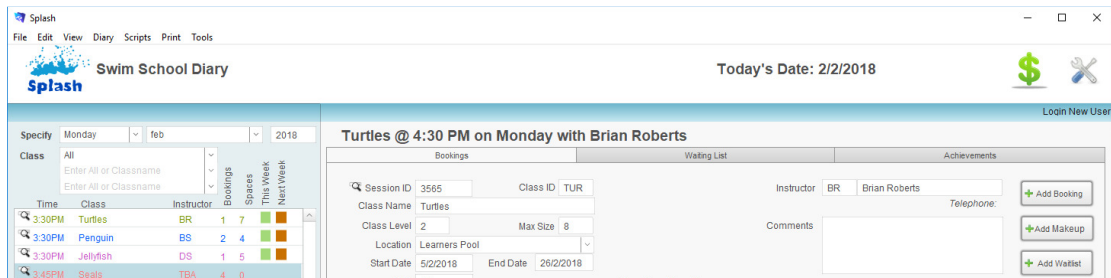 Splash
File Edit View Diary Scripts Print Tools
Splash
Swim School Diary
Today's Date: 2/2/2018
$
Login New User
Specify Monday feb 2018
Class All
Enter All or Classname
Enter All or Classname
Time Class Instructor Bookings Spaces This Week Next Week
3:30PM Turtles BR 1 7
3:30PM Penguin BS 2 4
3:30PM Jellyfish DS 1 5
3:45PM Seals TBA 4 0
Turtles @ 4:30 PM on Monday with Brian Roberts
Bookings Waiting List Achievements
Session ID 3565 Class ID TUR Instructor BR Brian Roberts
Add Booking
Class Name Turtles Telephone:
Class Level 2 Max Size 8 Comments
Add Makeup
Location Learners Pool
Start Date 5/2/2018 End Date 26/2/2018
Add Waitlist